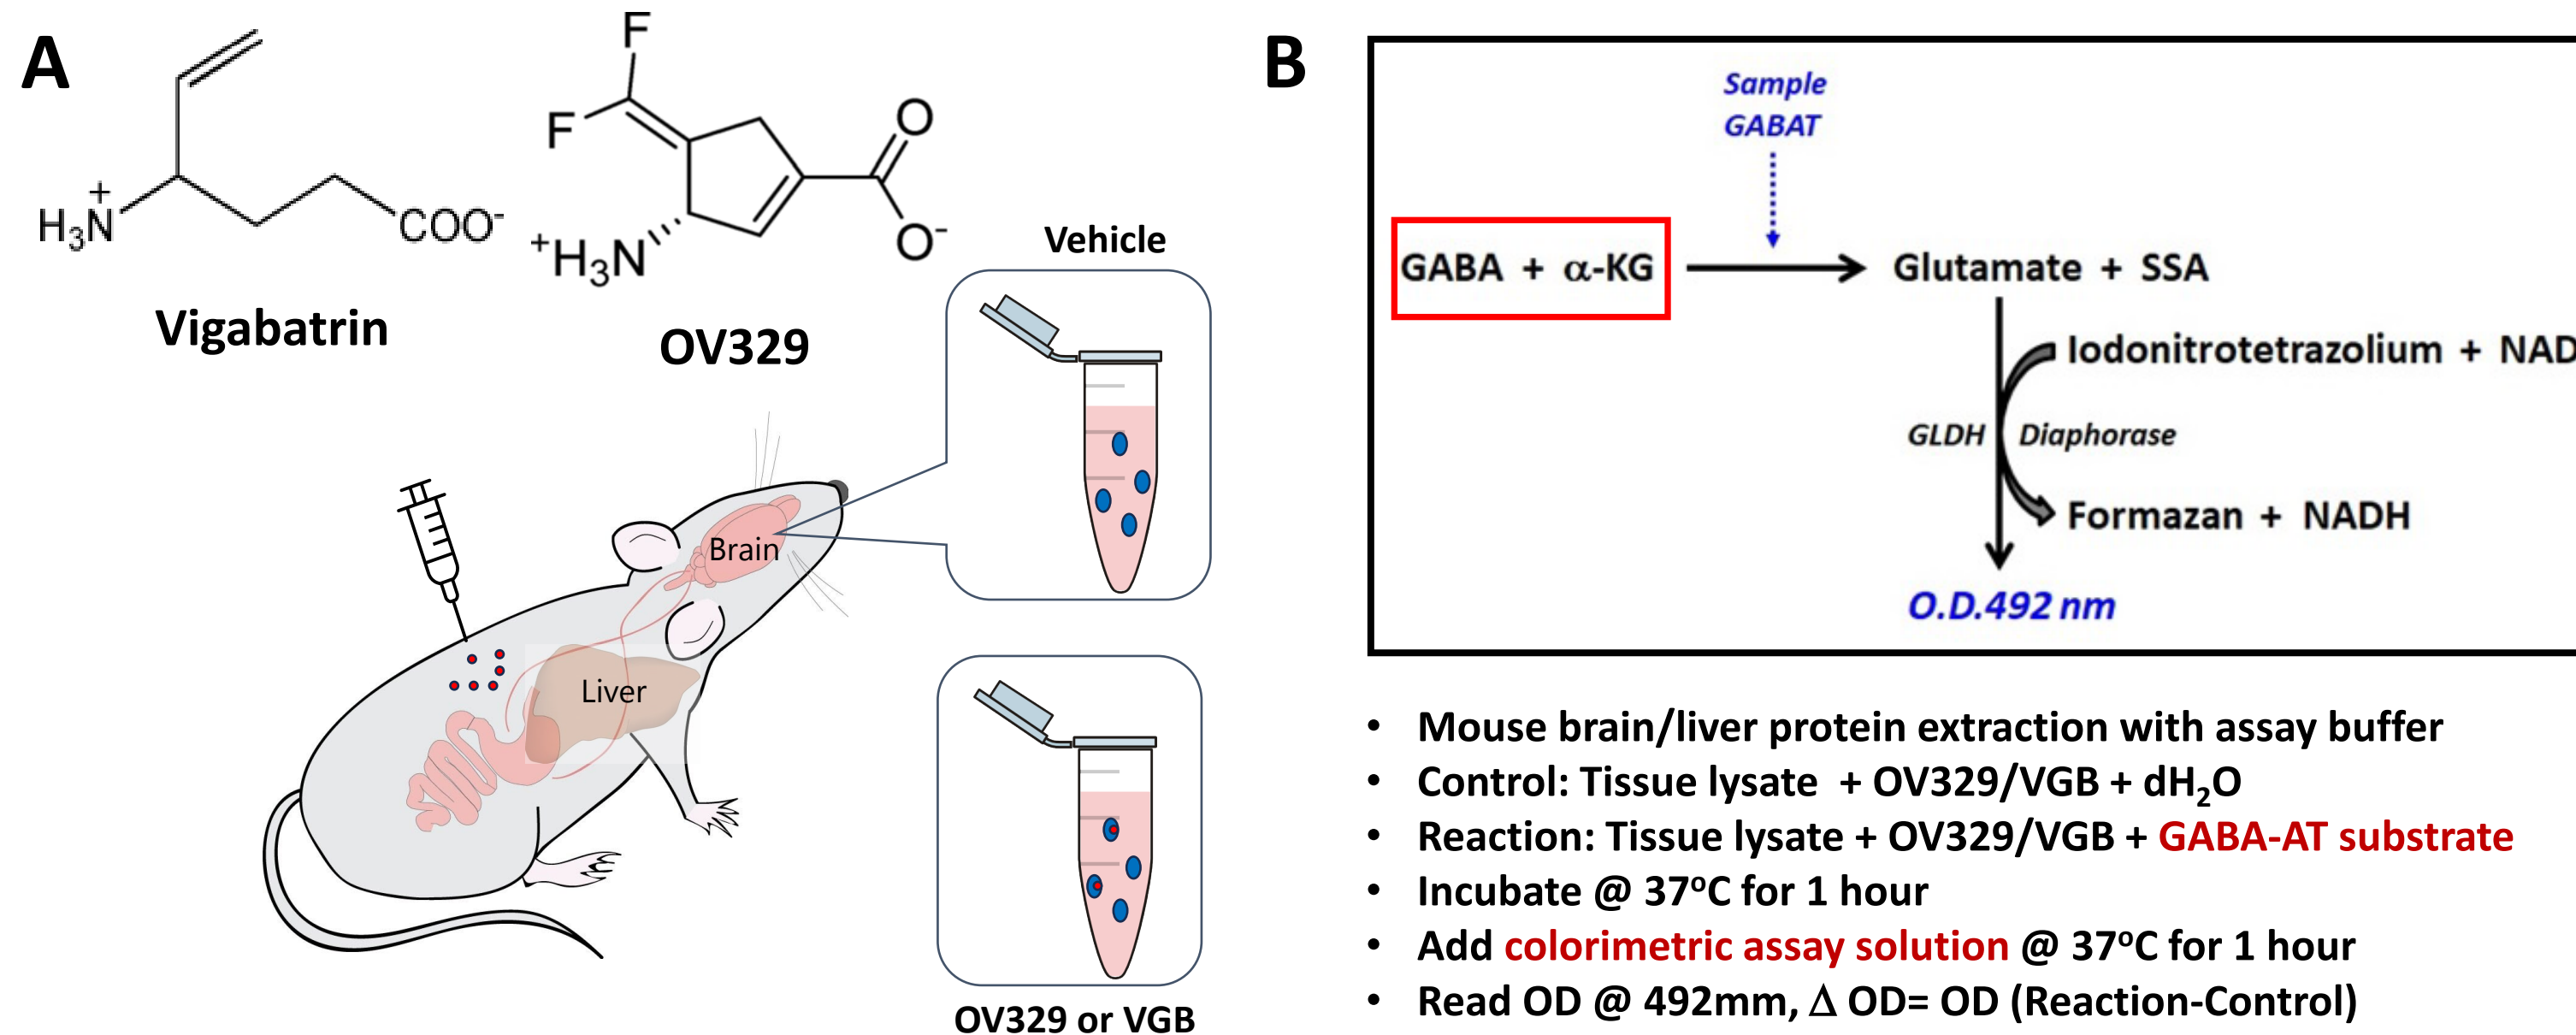 A
F
F
O
O⁻
⁺H₃N
+
H₃N
COO⁻
Vigabatrin
OV329
Vehicle
Brain
Liver
OV329 or VGB
B
Sample
GABAT
GABA + α-KG
Glutamate + SSA
Iodonitrotetrazolium + NAD
GLDH
Diaphorase
Formazan + NADH
O.D.492 nm
• Mouse brain/liver protein extraction with assay buffer
• Control: Tissue lysate + OV329/VGB + dH₂O
• Reaction: Tissue lysate + OV329/VGB + GABA-AT substrate
• Incubate @ 37ºC for 1 hour
• Add colorimetric assay solution @ 37ºC for 1 hour
• Read OD @ 492mm, Δ OD= OD (Reaction-Control)